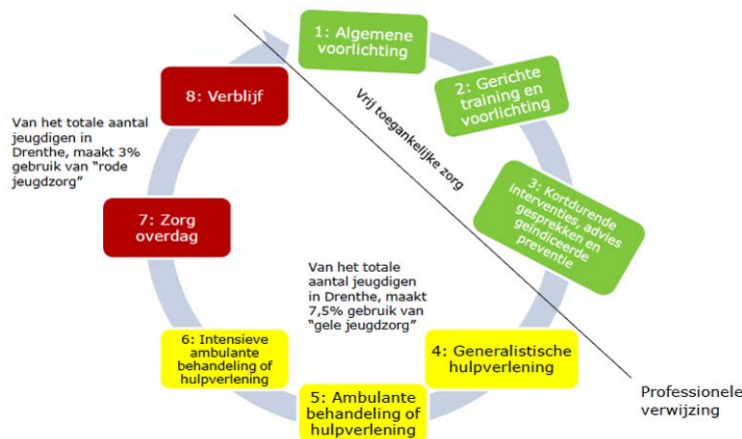 1: Algemene
voorlichting
2: Gerichte
training en
voorlichting
Vrij toegankelijke zorg
3: Kortdurende
interventies, advies
gesprekken en
geïndiceerde
preventie
Professionele
verwijzing
4: Generalistische
hulpverlening
5: Ambulante
behandeling of
hulpverlening
6: Intensieve
ambulante
behandeling of
hulpverlening
Van het totale
aantal jeugdigen
in Drenthe, maakt
7,5% gebruik van
“gele jeugdzorg”
7: Zorg
overdag
8: Verblijf
Van het totale aantal
jeugdigen in
Drenthe, maakt 3%
gebruik van “rode
jeugdzorg”